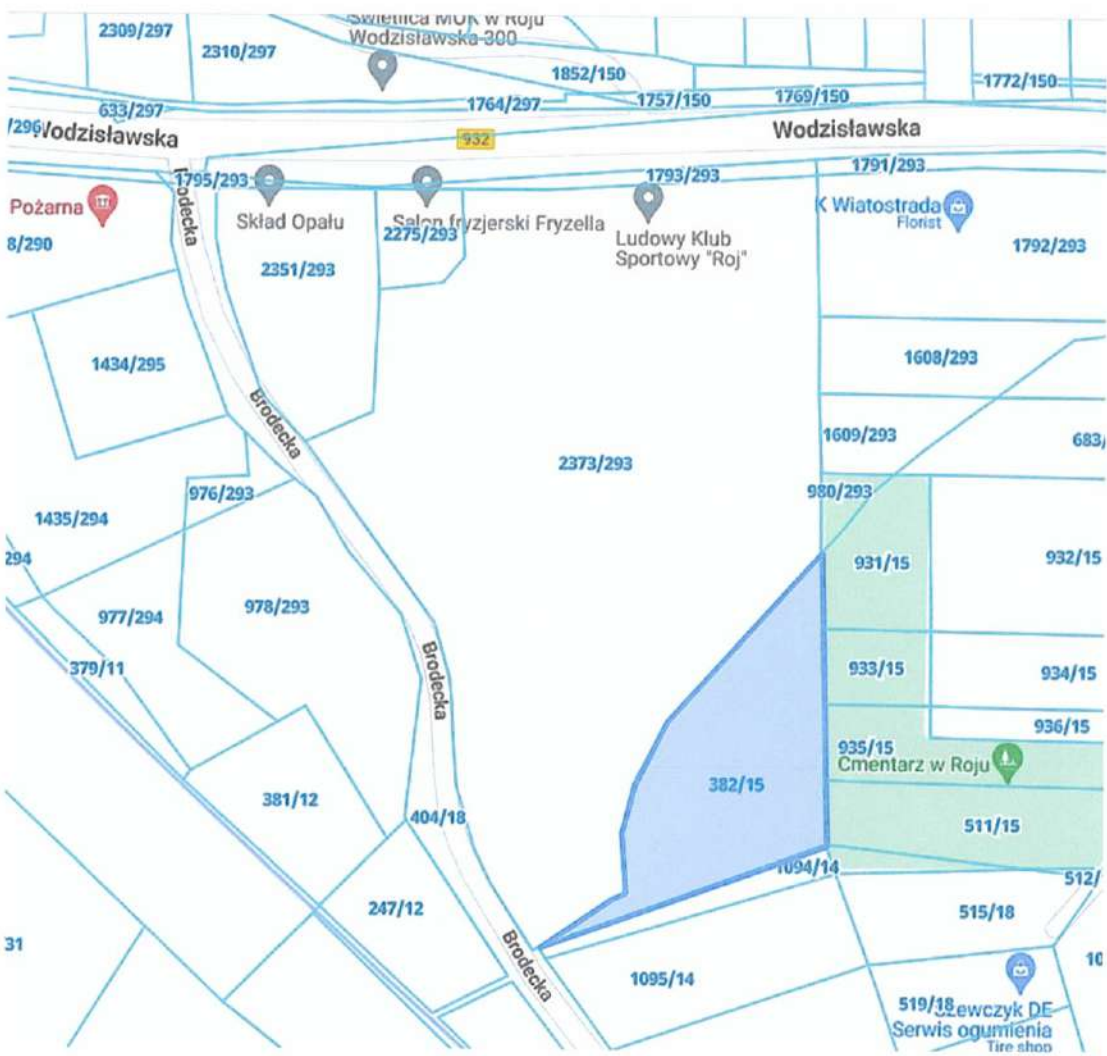 Świetlica MOK w Roju
Wodzisławska 300
2309/297
2310/297
1852/150
1772/150
633/297
1764/297
1757/150
1769/150
/296
Wodzisławska
932
Wodzisławska
1795/293
1793/293
1791/293
Pożarna
Brodecka
Skład Opału
Salon fryzjerski Fryzella
2275/293
K Wiatostrada
Florist
8/290
2351/293
Ludowy Klub
Sportowy "Roj"
1792/293
1434/295
1608/293
Brodecka
1609/293
683/
2373/293
976/293
980/293
1435/294
294
931/15
932/15
977/294
978/293
379/11
Brodecka
933/15
934/15
936/15
935/15
Cmentarz w Roju
382/15
381/12
404/18
511/15
1094/14
512/
247/12
515/18
31
Brodecka
1095/14
10
519/18
Szewczyk DE
Serwis ogumienia
Tire shop